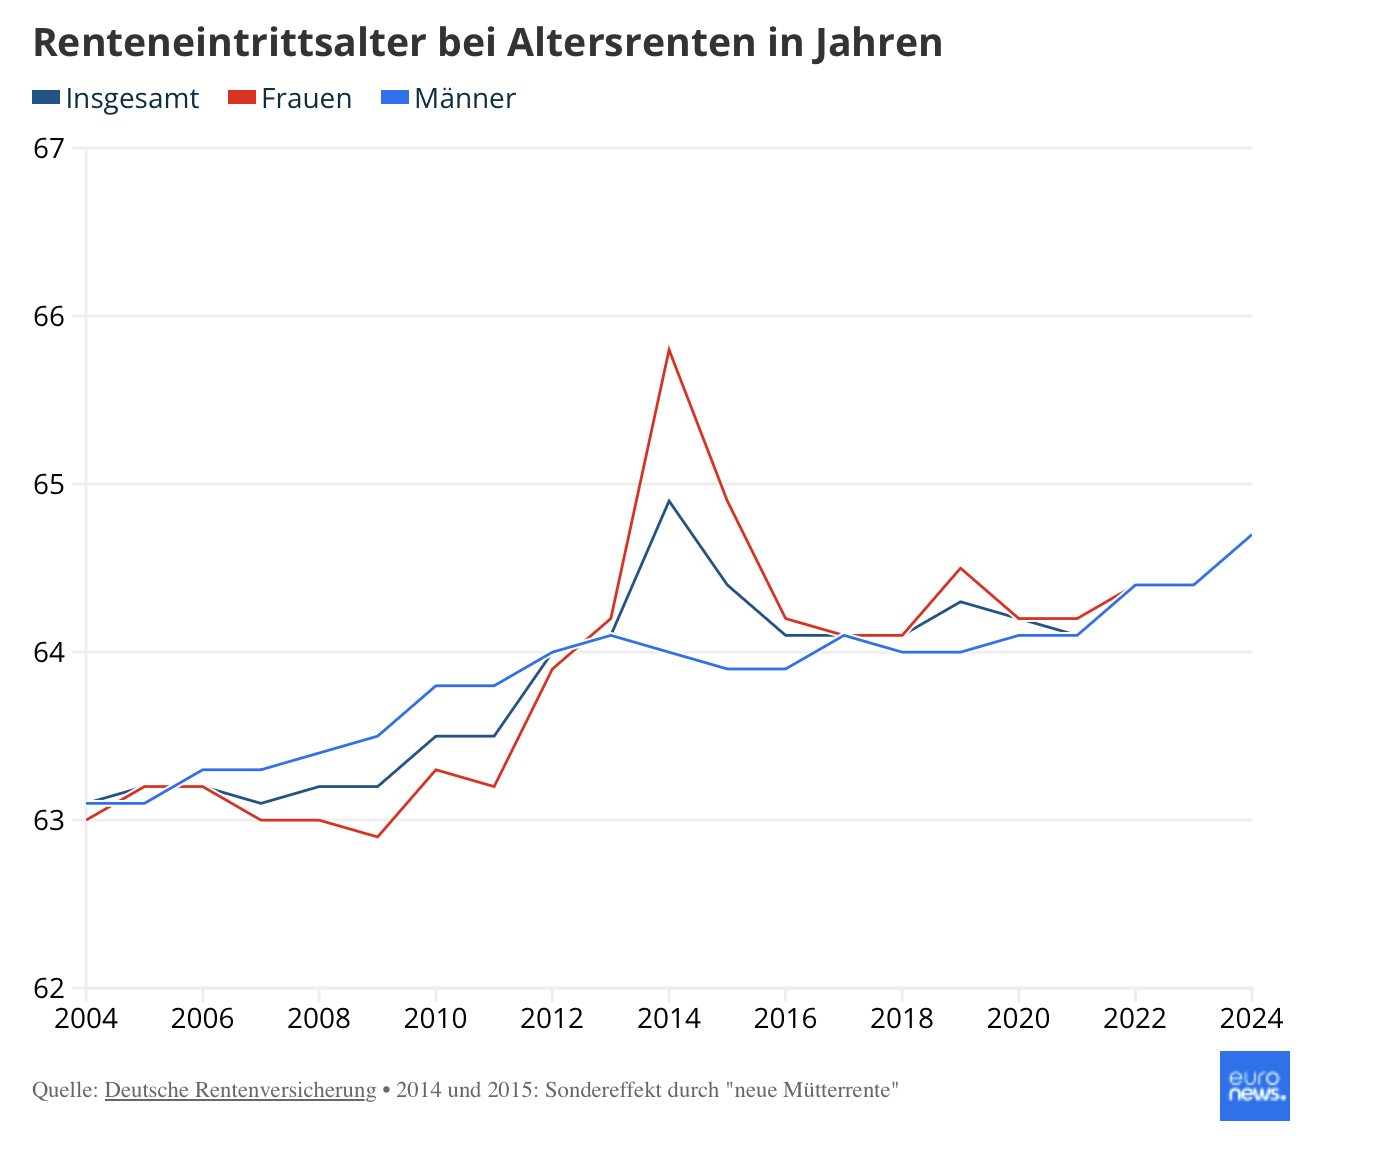 Renteneintrittsalter bei Altersrenten in Jahren
Insgesamt Frauen Männer
67
66
65
64
63
62
2004 2006 2008 2010 2012 2014 2016 2018 2020 2022 2024
Quelle: Deutsche Rentenversicherung • 2014 und 2015: Sondereffekt durch "neue Mütterrente"
euro
news.